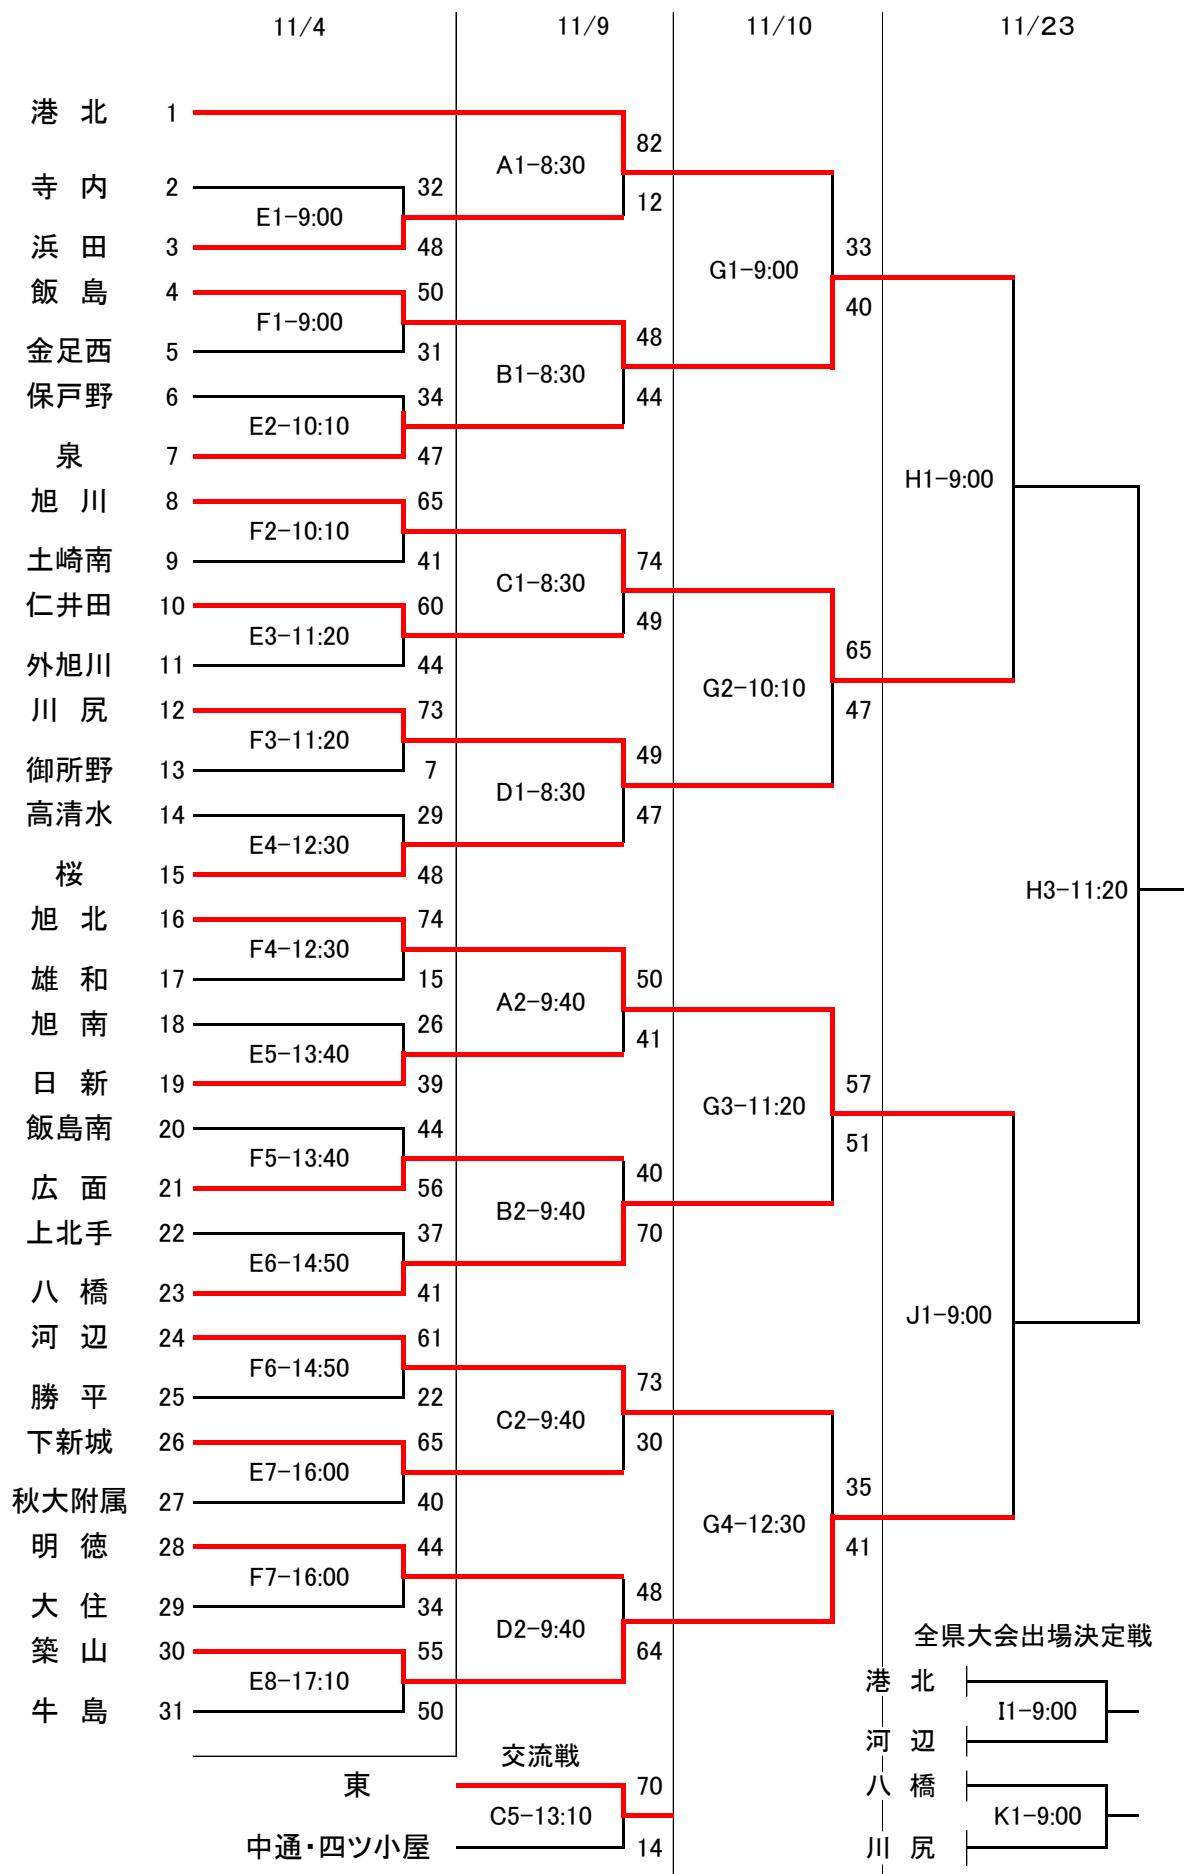 11/4 11/9 11/10 11/23
港 北 1
82
A1-8:30
寺 内 2 32
12
E1-9:00
浜 田 3 48
33
G1-9:00
飯 島 4 50
40
F1-9:00
48
金足西 5 31
B1-8:30
保戸野 6 34
44
E2-10:10
泉 7 47
H1-9:00
旭 川 8 65
F2-10:10
土崎南 9 41
74
C1-8:30
仁井田 10 60
49
E3-11:20
65
外旭川 11 44
G2-10:10
川 尻 12 73
47
F3-11:20
49
御所野 13 7
D1-8:30
高清水 14 29
47
E4-12:30
桜 15 48
H3-11:20
旭 北 16 74
F4-12:30
雄 和 17 15
50
A2-9:40
旭 南 18 26
41
E5-13:40
日 新 19 39
57
G3-11:20
飯島南 20 44
51
F5-13:40
40
広 面 21 56
B2-9:40
上北手 22 37
70
E6-14:50
八 橋 23 41
J1-9:00
河 辺 24 61
F6-14:50
73
勝 平 25 22
C2-9:40
下新城 26 65
30
E7-16:00
35
秋大附属 27 40
G4-12:30
明 徳 28 44
41
F7-16:00
48
大 住 29 34
D2-9:40
全県大会出場決定戦
築 山 30 55
64
E8-17:10
港 北
I1-9:00
牛 島 31 50
河 辺
交流戦
東 70
八 橋
C5-13:10
K1-9:00
中通・四ツ小屋 14
川 尻